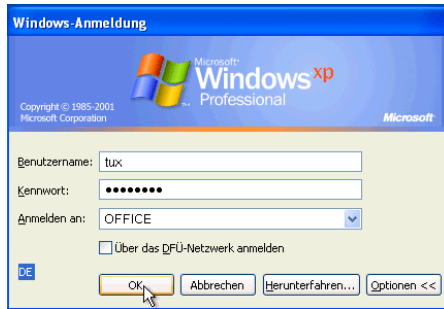 Windows-Anmeldung
Microsoft®
Windows xp
Professional
Copyright © 1985-2001
Microsoft Corporation
Microsoft
Benutzername: tux
Kennwort: ••••••••
Anmelden an: OFFICE
Über das DFÜ-Netzwerk anmelden
DE
OK Abbrechen Herunterfahren... Optionen <<